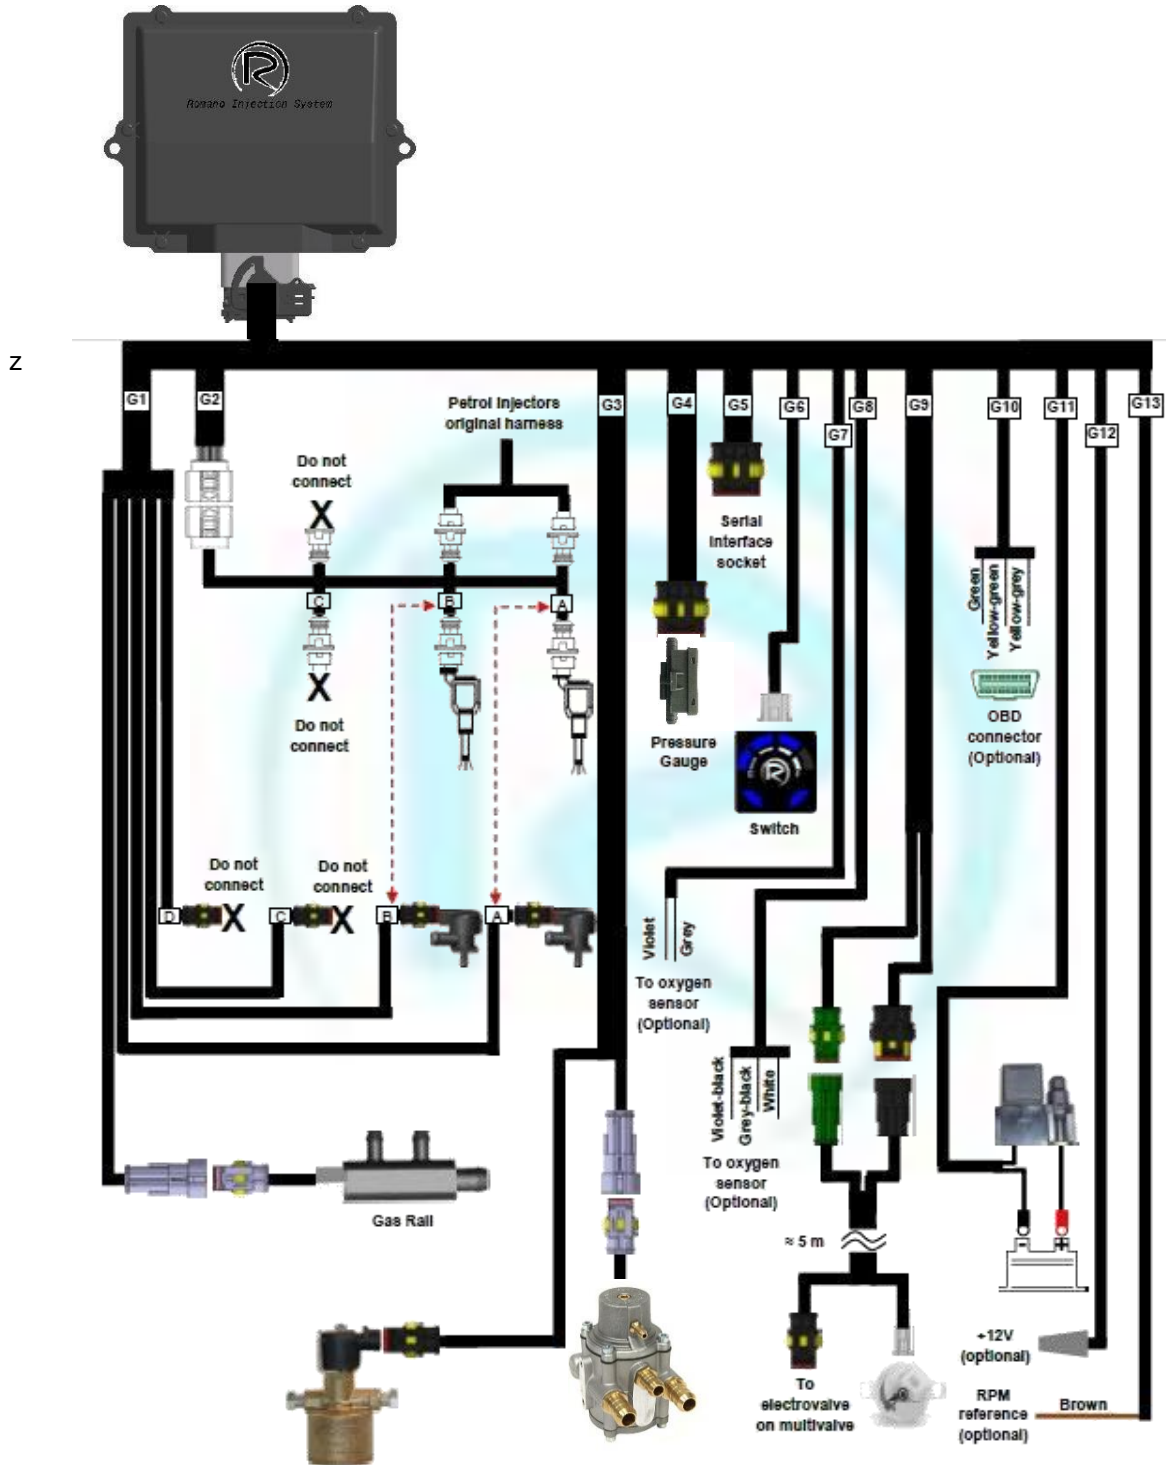 R
Romano Injection System
z
G1
G2
G3
G4
G5
G6
G7
G8
G9
G10
G11
G12
G13
Petrol Injectors
original harness
Do not
connect
X
C
B
A
X
Do not
connect
Serial
Interface
socket
Pressure
Gauge
R
Switch
Green
Yellow-green
Yellow-grey
OBD
connector
(Optional)
Do not
connect
Do not
connect
D
X
C
X
B
A
Violet
Grey
To oxygen
sensor
(Optional)
Violet-black
Grey-black
White
To oxygen
sensor
(Optional)
Gas Rail
≈ 5 m
-
+
+12V
(optional)
To
electrovalve
on multivalve
RPM
reference
(optional)
Brown